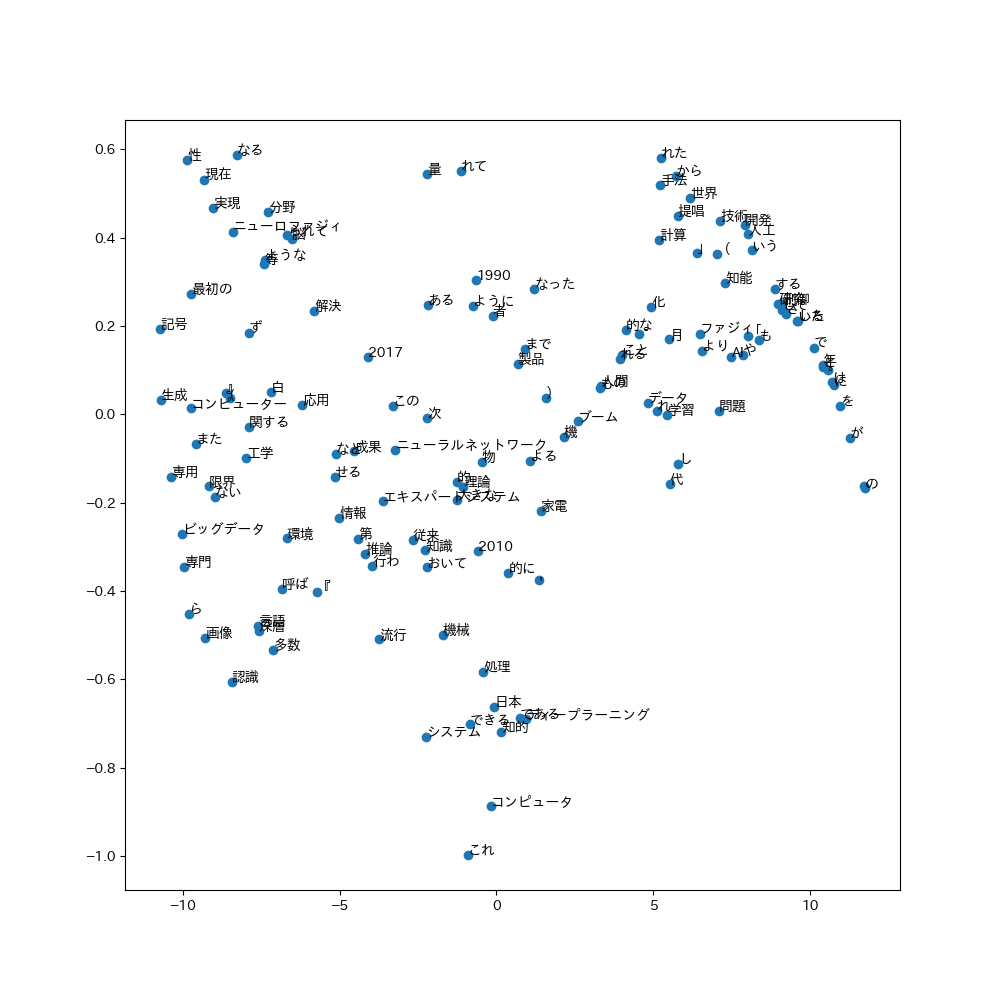 0.6
0.4
0.2
0.0
−0.2
−0.4
−0.6
−0.8
−1.0
−10
−5
0
5
10
性
なる
現在
実現
分野
ニューロファジィ
ような
最初の
記号
ず
解決
2017
量
れて
1990
なった
ある
ように
者
まで
製品
れた
から
手法
世界
提唱
技術
開発
人工
計算
」
(
いう
知能
する
化
的な
月
ファジィ
「
も
より
AI
や
で
は
を
が
の
生成
コンピューター
白
応用
関する
また
工学
この
次
)
ブーム
機
データ
れ
学習
問題
など
成果
ニューラルネットワーク
物
よる
専用
限界
ない
せる
情報
エキスパートシステム
的
理論
家電
し
代
ビッグデータ
環境
第
推論
行わ
従来
知識
おいて
2010
的に
専門
呼ば
『
ら
画像
言語
深層
多数
認識
流行
機械
処理
日本
できる
である
ディープラーニング
知的
システム
コンピュータ
これ